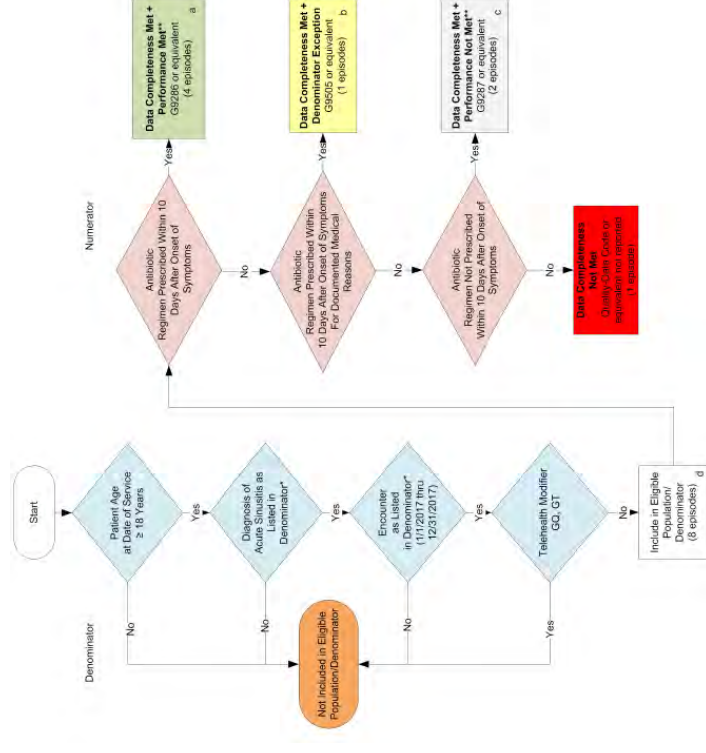 Denominator
Numerator
Start
Patient Age
at Date of Service
≥ 18 Years
No
Yes
Diagnosis of
Acute Sinusitis as
Listed in
Denominator*
No
Yes
Encounter
as Listed
in Denominator*
(1/1/2017 thru
12/31/2017)
No
Yes
Telehealth Modifier
GQ, GT
Yes
No
Not Included in Eligible
Population/Denominator
Include in Eligible
Population/
Denominator
(8 episodes)
d
Antibiotic
Regimen Prescribed Within 10
Days After Onset of
Symptoms
Yes
Data Completeness Met +
Performance Met**
G9286 or equivalent
(4 episodes)
a
No
Antibiotic
Regimen Prescribed Within
10 Days After Onset of Symptoms
For Documented Medical
Reasons
Yes
Data Completeness Met +
Denominator Exception
G9505 or equivalent
(1 episodes)
b
No
Antibiotic
Regimen Not Prescribed
Within 10 Days After Onset of
Symptoms
Yes
Data Completeness Met +
Performance Not Met**
G9287 or equivalent
(2 episodes)
c
No
Data Completeness
Not Met
Quality-Data Code or
equivalent not reported
(1 episode)